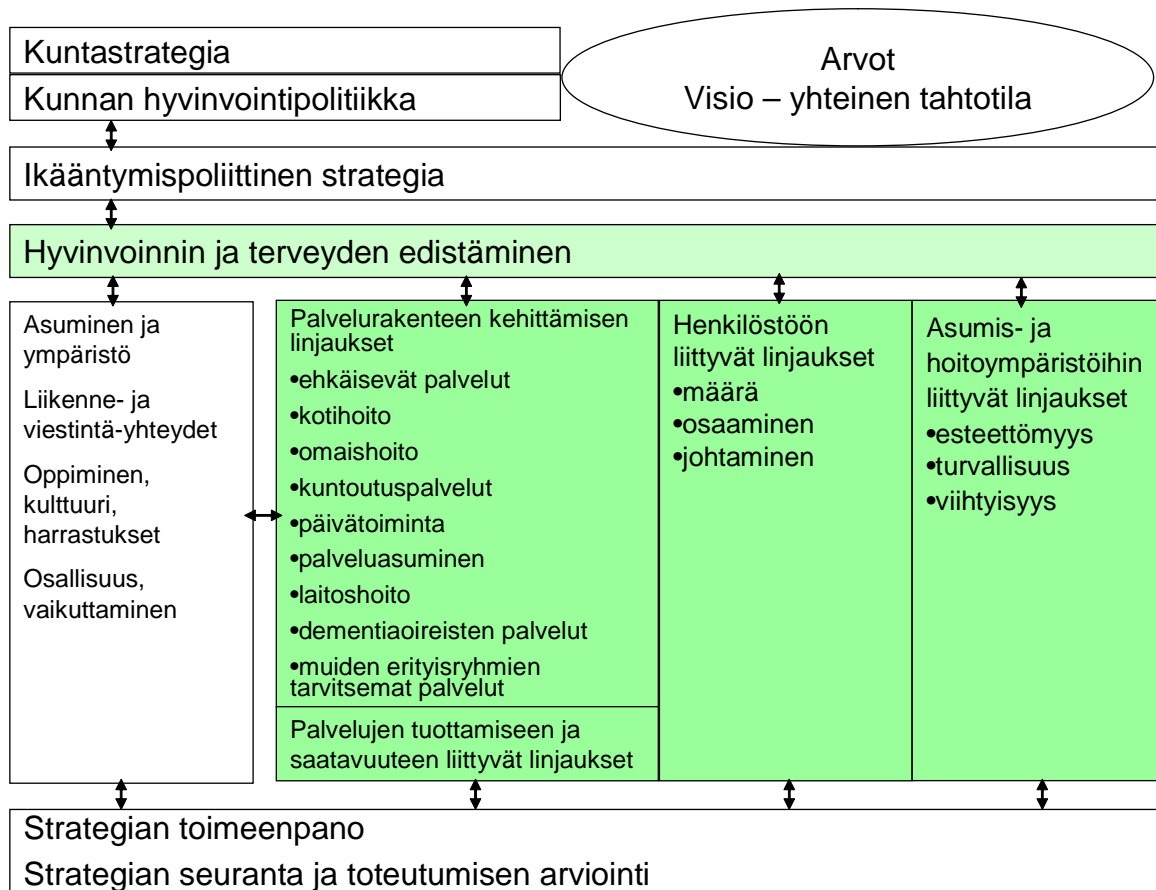 Kuntastrategia
Kunnan hyvinvointipolitiikka
Arvot
Visio – yhteinen tahtotila
Ikääntymispoliittinen strategia
Hyvinvoinnin ja terveyden edistäminen
Asuminen ja
ympäristö
Liikenne- ja
viestintä-yhteydet
Oppiminen,
kulttuuri,
harrastukset
Osallisuus,
vaikuttaminen
Palvelurakenteen kehittämisen
linjaukset
•ehkäisevät palvelut
•kotihoito
•omaishoito
•kuntoutuspalvelut
•päivätoiminta
•palveluasuminen
•laitoshoito
•dementiaoireisten palvelut
•muiden erityisryhmien
tarvitsemat palvelut
Palvelujen tuottamiseen ja
saatavuuteen liittyvät linjaukset
Henkilöstöön
liittyvät linjaukset
•määrä
•osaaminen
•johtaminen
Asumis- ja
hoitoympäristöihin
liittyvät linjaukset
•esteettömyys
•turvallisuus
•viihtyisyys
Strategian toimeenpano
Strategian seuranta ja toteutumisen arviointi